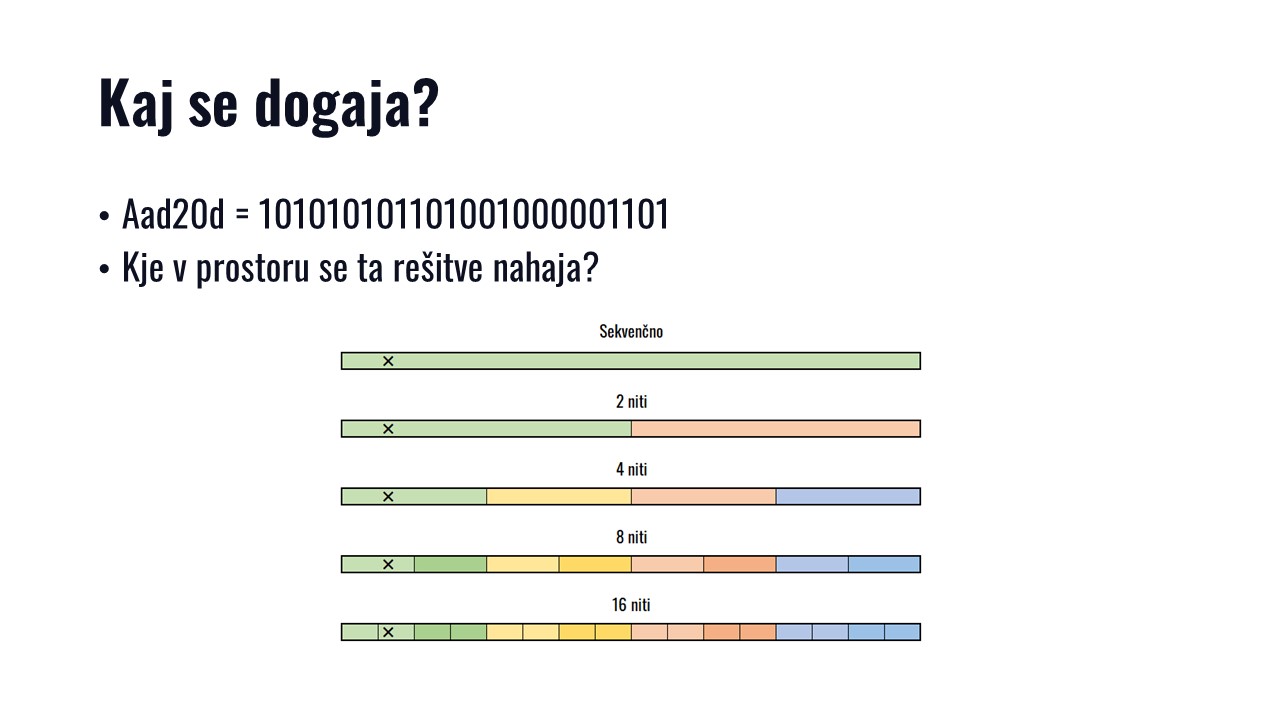 Kaj se dogaja?
• Aad20d = 101010101101001000001101
• Kje v prostoru se ta rešitve nahaja?
Sekvenčno
2 niti
4 niti
8 niti
16 niti